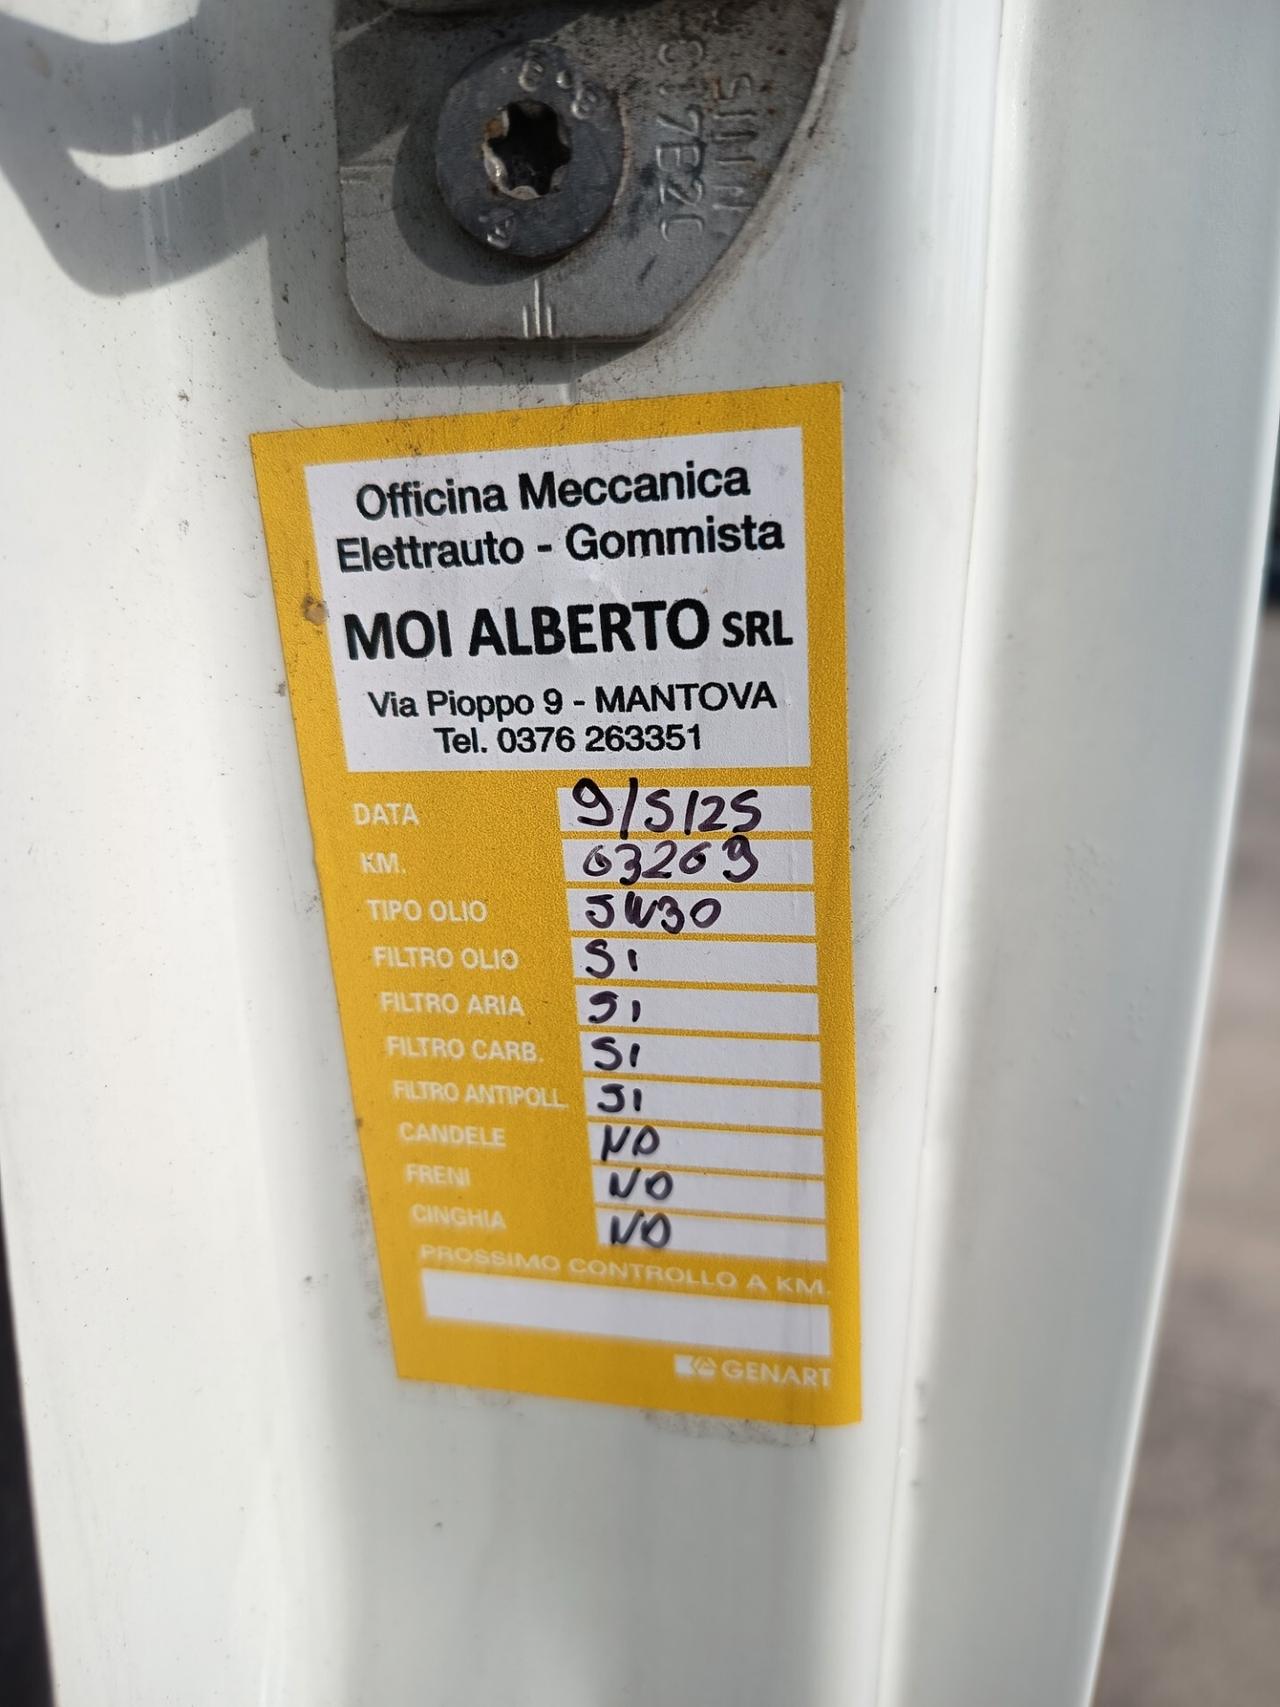 Officina Meccanica
Elettrauto - Gommista
MOI ALBERTO SRL
Via Pioppo 9 - MANTOVA
Tel. 0376 263351
DATA 9/5/25
KM. 63269
TIPO OLIO 5W30
FILTRO OLIO SI
FILTRO ARIA SI
FILTRO CARB. SI
FILTRO ANTIPOLL. SI
CANDELE NO
FRENI NO
CINGHIA NO
PROSSIMO CONTROLLO A KM.
GENART